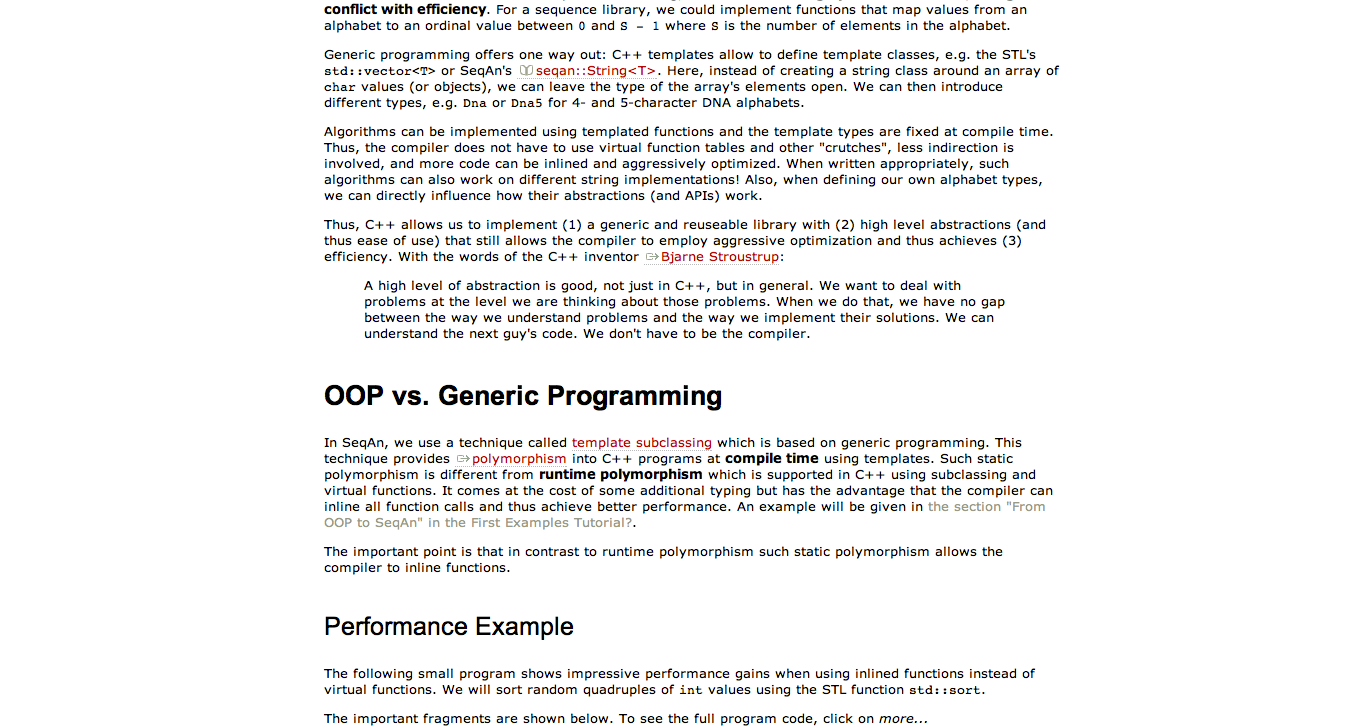 conflict with efficiency. For a sequence library, we could implement functions that map values from an
alphabet to an ordinal value between 0 and S - 1 where S is the number of elements in the alphabet.
Generic programming offers one way out: C++ templates allow to define template classes, e.g. the STL's
std::vector<T> or SeqAn's seqan::String<T>. Here, instead of creating a string class around an array of
char values (or objects), we can leave the type of the array's elements open. We can then introduce
different types, e.g. Dna or Dna5 for 4- and 5-character DNA alphabets.
Algorithms can be implemented using templated functions and the template types are fixed at compile time.
Thus, the compiler does not have to use virtual function tables and other "crutches", less indirection is
involved, and more code can be inlined and aggressively optimized. When written appropriately, such
algorithms can also work on different string implementations! Also, when defining our own alphabet types,
we can directly influence how their abstractions (and APIs) work.
Thus, C++ allows us to implement (1) a generic and reuseable library with (2) high level abstractions (and
thus ease of use) that still allows the compiler to employ aggressive optimization and thus achieves (3)
efficiency. With the words of the C++ inventor Bjarne Stroustrup:
A high level of abstraction is good, not just in C++, but in general. We want to deal with
problems at the level we are thinking about those problems. When we do that, we have no gap
between the way we understand problems and the way we implement their solutions. We can
understand the next guy's code. We don't have to be the compiler.
OOP vs. Generic Programming
In SeqAn, we use a technique called template subclassing which is based on generic programming. This
technique provides polymorphism into C++ programs at compile time using templates. Such static
polymorphism is different from runtime polymorphism which is supported in C++ using subclassing and
virtual functions. It comes at the cost of some additional typing but has the advantage that the compiler can
inline all function calls and thus achieve better performance. An example will be given in the section "From
OOP to SeqAn" in the First Examples Tutorial?.
The important point is that in contrast to runtime polymorphism such static polymorphism allows the
compiler to inline functions.
Performance Example
The following small program shows impressive performance gains when using inlined functions instead of
virtual functions. We will sort random quadruples of int values using the STL function std::sort.
The important fragments are shown below. To see the full program code, click on more...